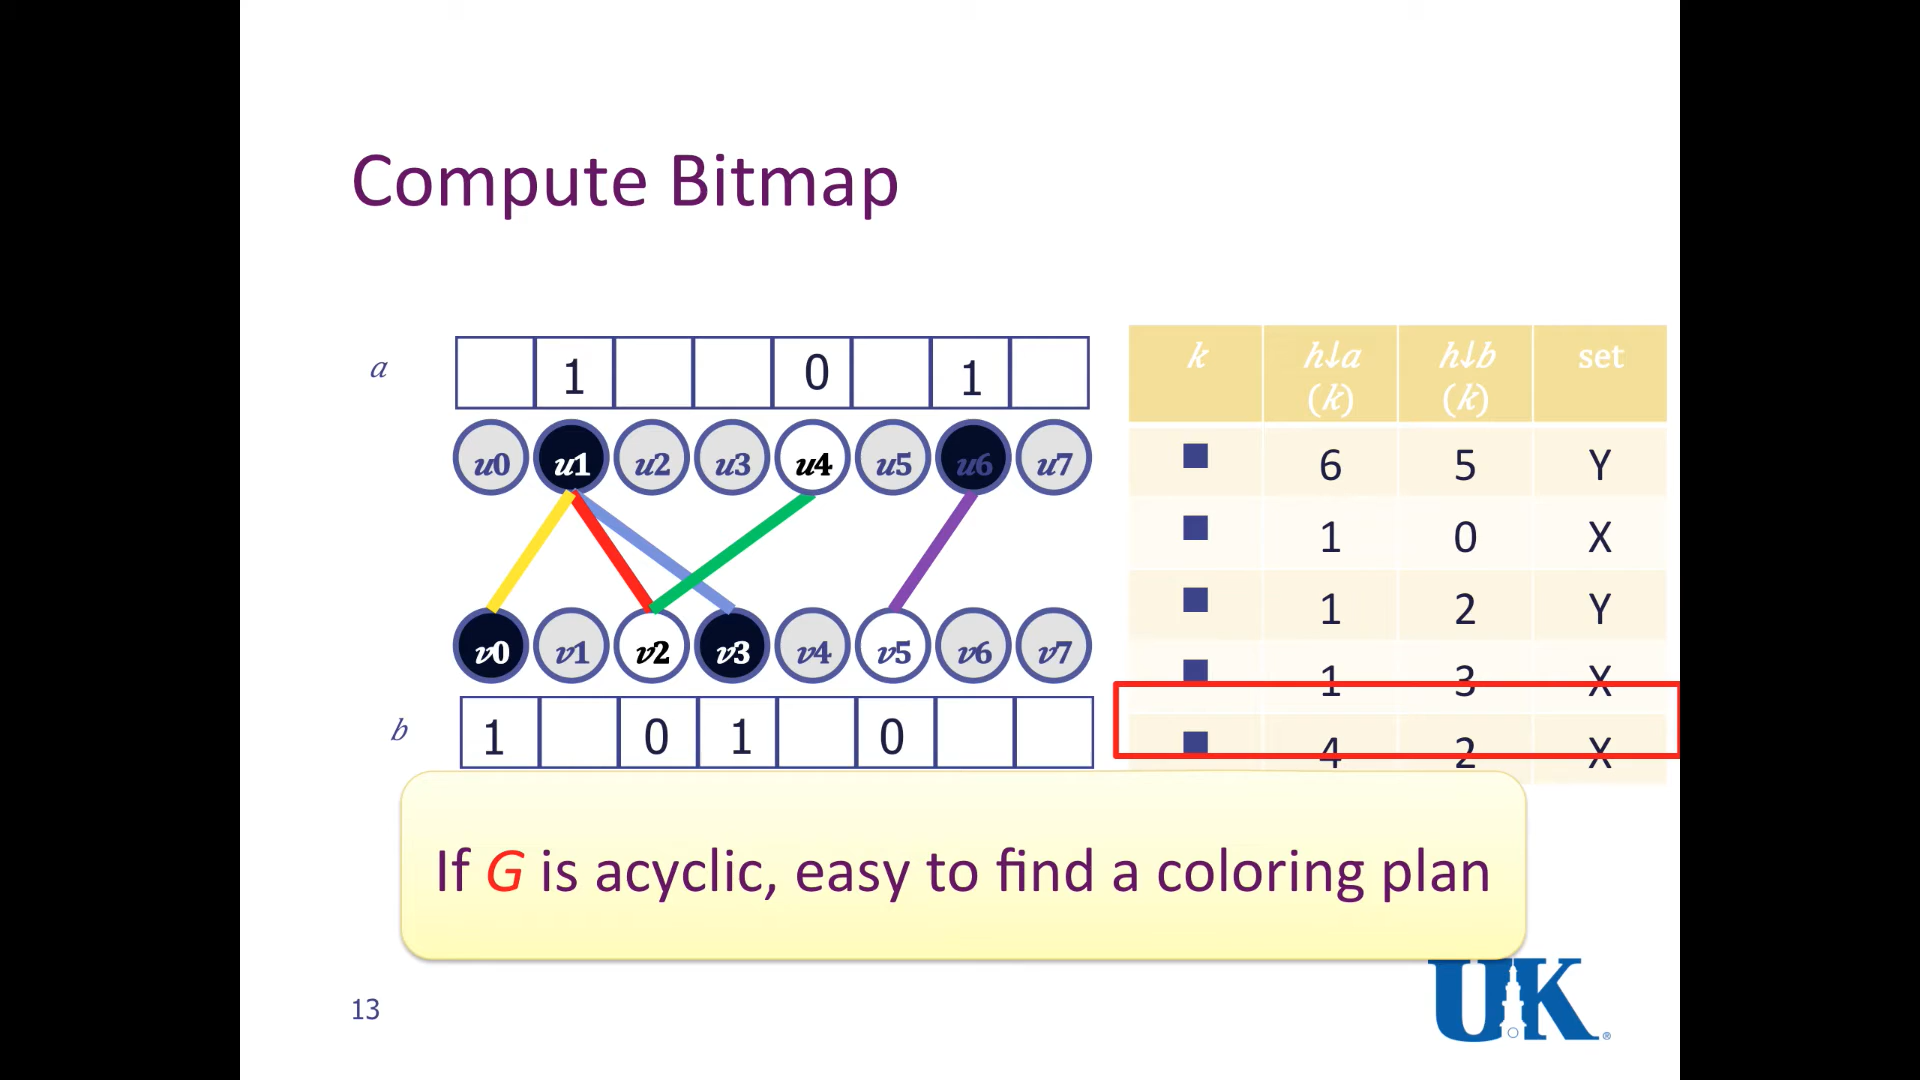 Compute Bitmap
a 1 0 1
u0 u1 u2 u3 u4 u5 u6 u7
v0 v1 v2 v3 v4 v5 v6 v7
b 1 0 1 0
k h↓a (k) h↓b (k) set
6 5 Y
1 0 X
1 2 Y
1 3 X
4 2 X
If G is acyclic, easy to find a coloring plan
13
UK®